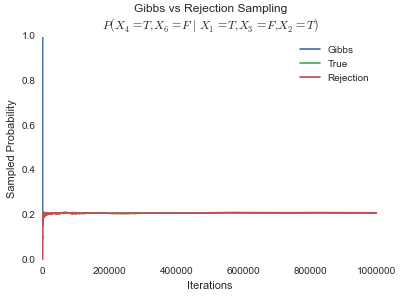 Gibbs vs Rejection Sampling
P(X₄ = T, X₆ = F | X₁ = T, X₃ = F, X₂ = T)
Gibbs
True
Rejection
Sampled Probability
1.0
0.8
0.6
0.4
0.2
0.0
0 200000 400000 600000 800000 1000000
Iterations